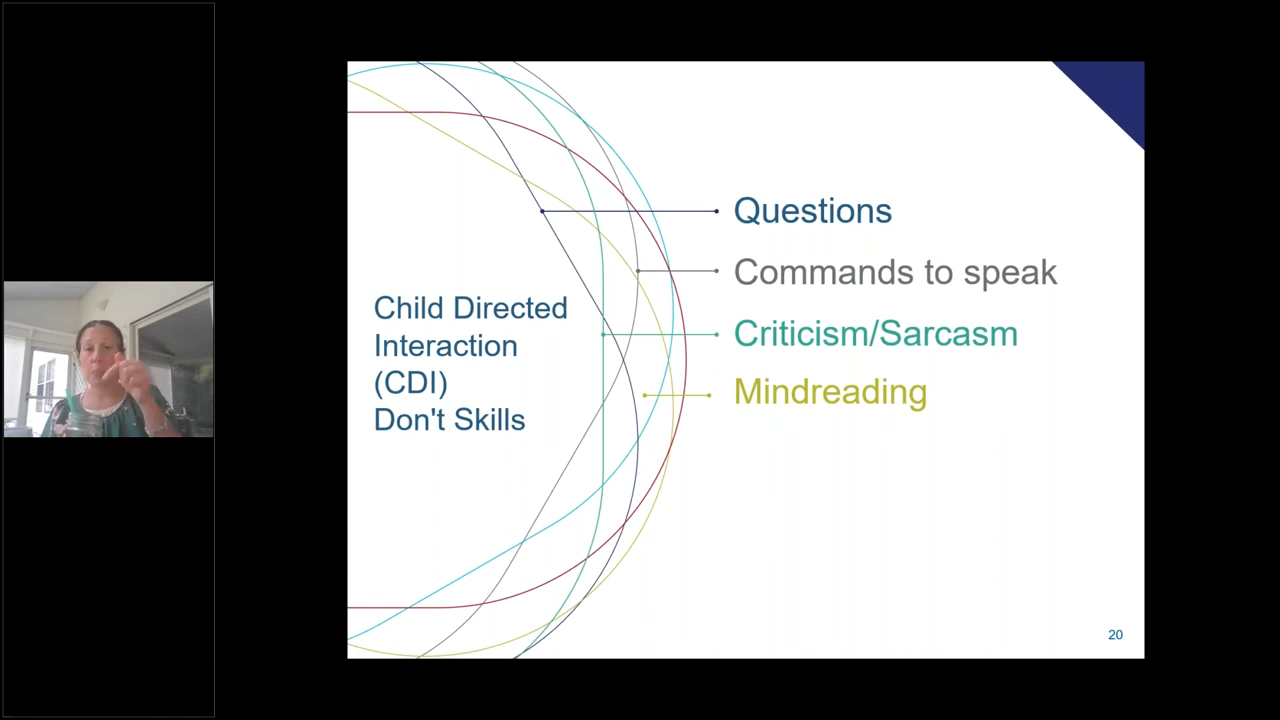 Child Directed
Interaction
(CDI)
Don't Skills
Questions
Commands to speak
Criticism/Sarcasm
Mindreading
20